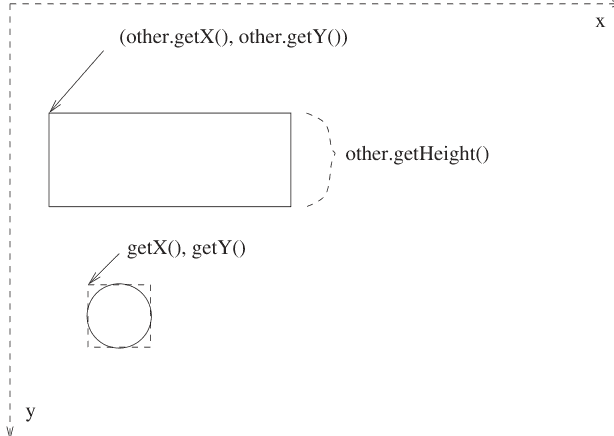 x
(other.getX(), other.getY())
other.getHeight()
getX(), getY()
y